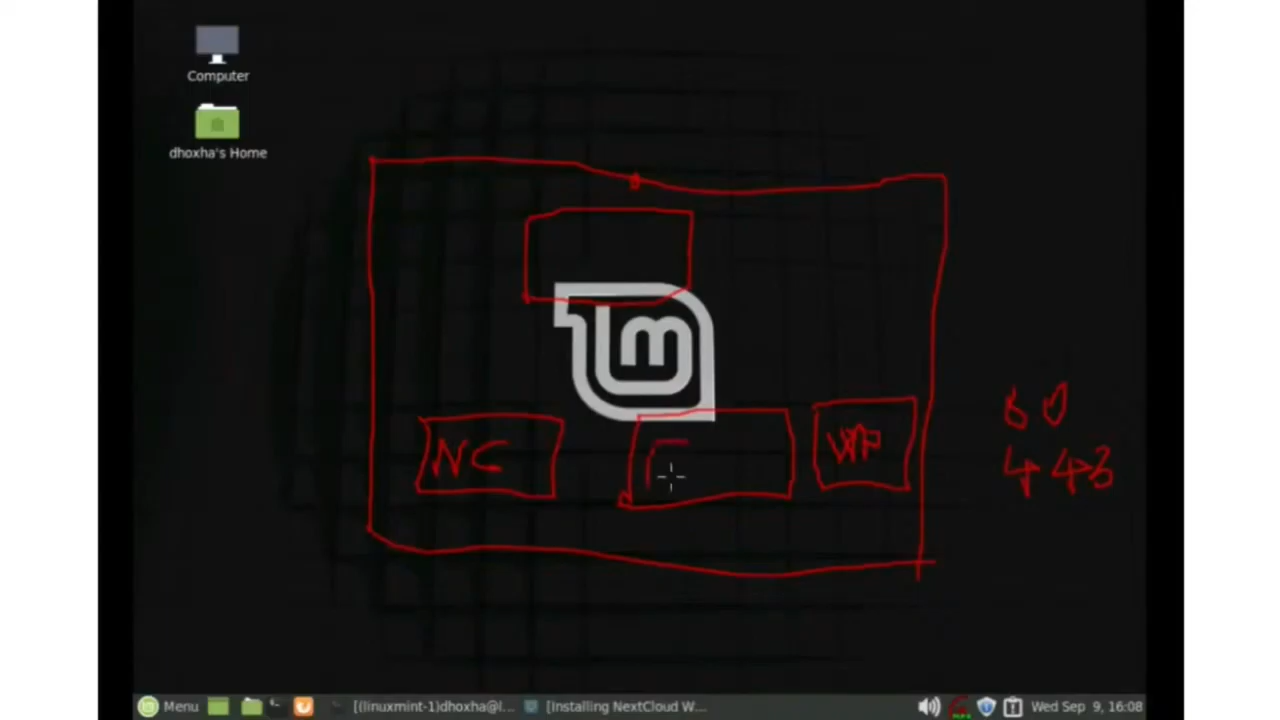 Computer
dhoxha's Home
NC
WP
80
443
Menu
[(linuxmint-1)dhoxha@l...
[Installing NextCloud W...
Wed Sep 9, 16:08